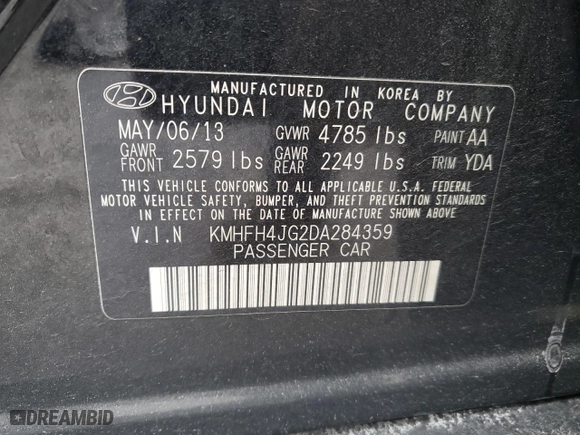 MANUFACTURED IN KOREA BY
HYUNDAI MOTOR COMPANY
MAY/06/13 GVWR 4785 lbs PAINT AA
GAWR FRONT 2579 lbs GAWR REAR 2249 lbs TRIM YDA
THIS VEHICLE CONFORMS TO ALL APPLICABLE U.S.A. FEDERAL
MOTOR VEHICLE SAFETY, BUMPER, AND THEFT PREVENTION STANDARDS
IN EFFECT ON THE DATE OF MANUFACTURE SHOWN ABOVE
V.I.N KMHFH4JG2DA284359
PASSENGER CAR
DREAMBID